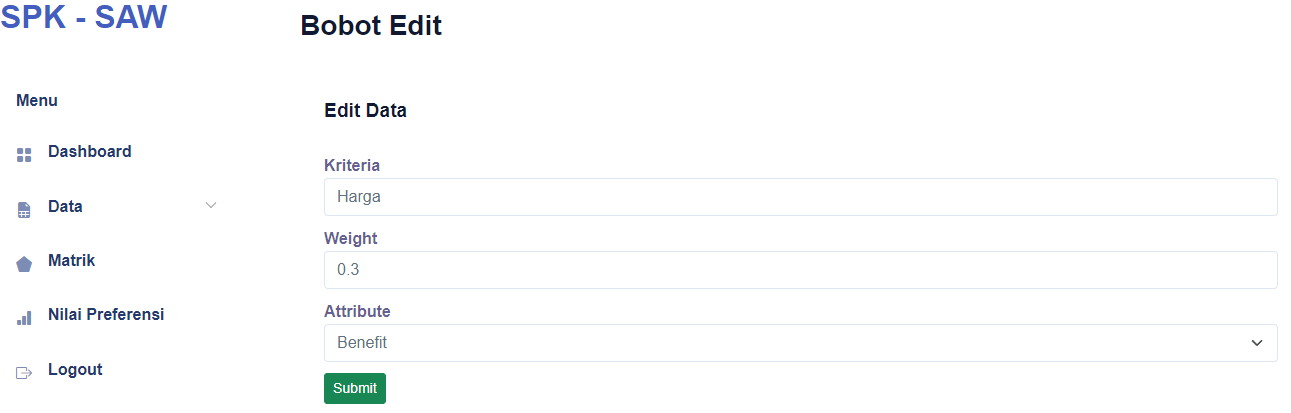 SPK - SAW
Bobot Edit
Menu
Dashboard
Data
Matrik
Nilai Preferensi
Logout
Edit Data
Kriteria
Harga
Weight
0.3
Attribute
Benefit
Submit